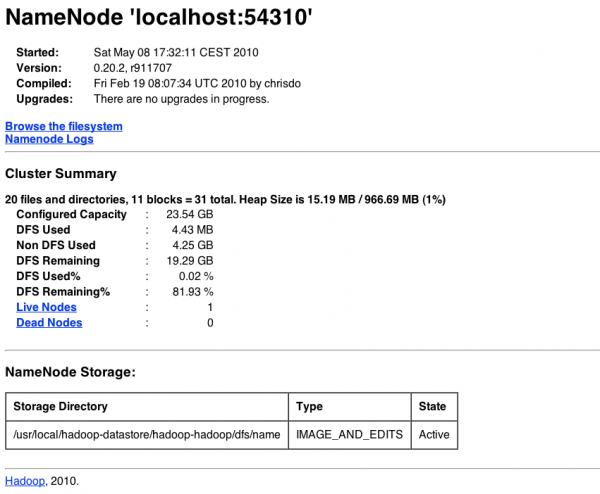 NameNode 'localhost:54310'
Started: Sat May 08 17:32:11 CEST 2010
Version: 0.20.2, r911707
Compiled: Fri Feb 19 08:07:34 UTC 2010 by chrisdo
Upgrades: There are no upgrades in progress.
Browse the filesystem
Namenode Logs
Cluster Summary
20 files and directories, 11 blocks = 31 total. Heap Size is 15.19 MB / 966.69 MB (1%)
Configured Capacity : 23.54 GB
DFS Used : 4.43 MB
Non DFS Used : 4.25 GB
DFS Remaining : 19.29 GB
DFS Used% : 0.02 %
DFS Remaining% : 81.93 %
Live Nodes : 1
Dead Nodes : 0
NameNode Storage:
Storage Directory Type State
/usr/local/hadoop-datastore/hadoop-hadoop/dfs/name IMAGE_AND_EDITS Active
Hadoop, 2010.